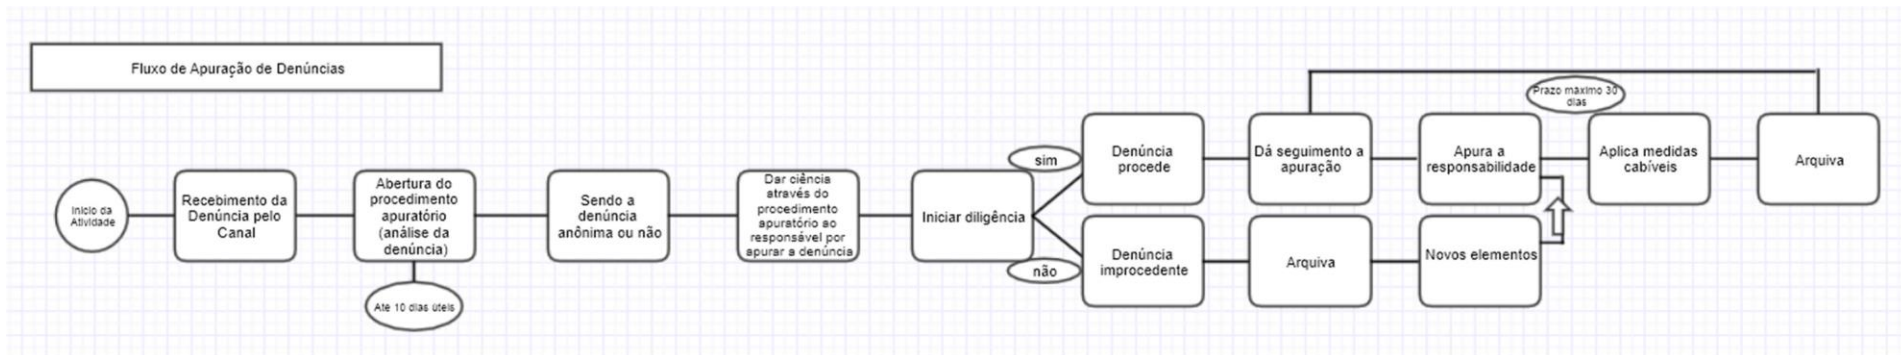 Fluxo de Apuração de Denúncias
Início da
Atividade
Recebimento da
Denúncia pelo
Canal
Abertura do
procedimento
apuratório
(análise da
denúncia)
Até 10 dias úteis
Sendo a
denúncia
anônima ou não
Dar ciência
através do
procedimento
apuratório ao
responsável por
apurar a denúncia
Iniciar diligência
sim
Denúncia
procede
Dá seguimento a
apuração
Apura a
responsabilidade
Prazo máximo 30
dias
Aplica medidas
cabíveis
Arquiva
não
Denúncia
improcedente
Arquiva
Novos elementos